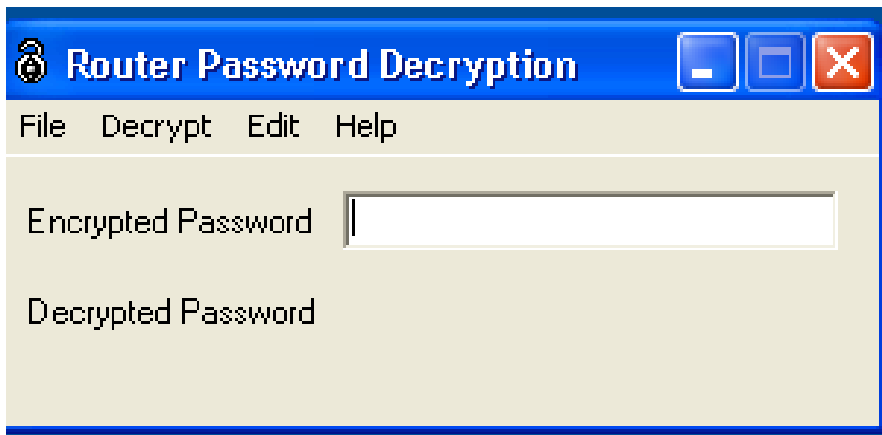 Router Password Decryption
File Decrypt Edit Help
Encrypted Password
Decrypted Password